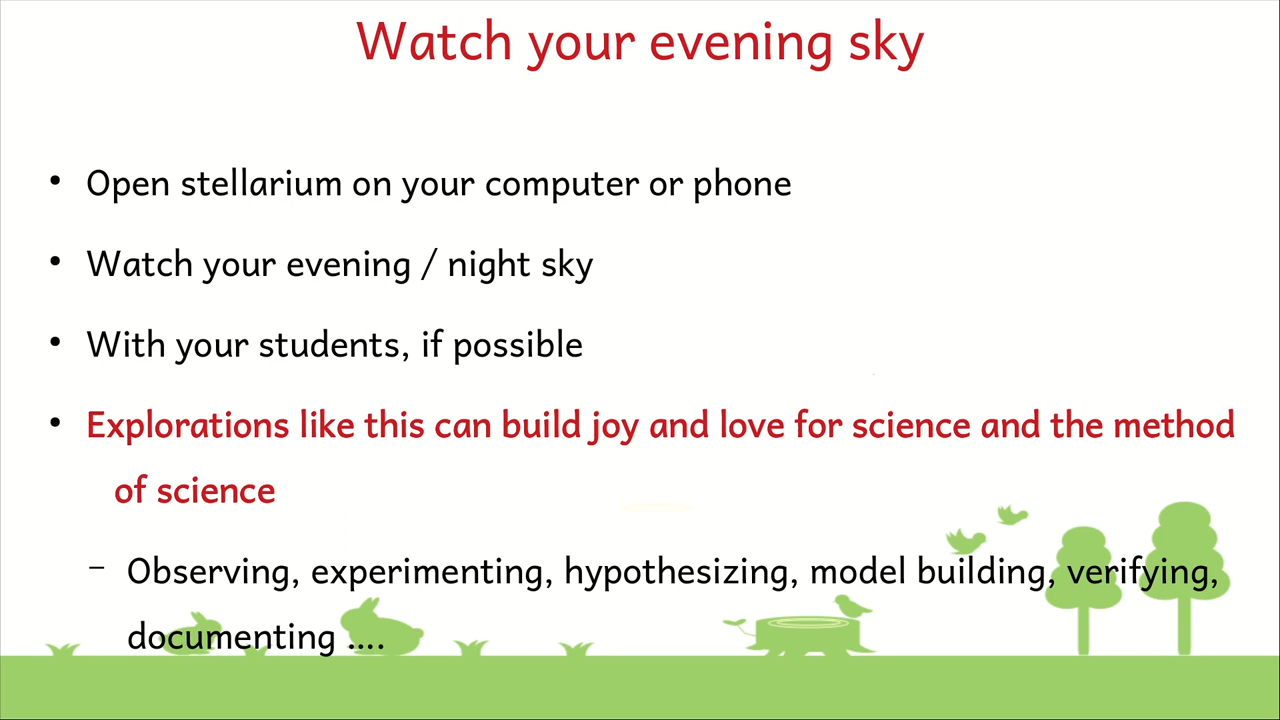 Watch your evening sky
• Open stellarium on your computer or phone
• Watch your evening / night sky
• With your students, if possible
• Explorations like this can build joy and love for science and the method
of science
– Observing, experimenting, hypothesizing, model building, verifying,
documenting ....